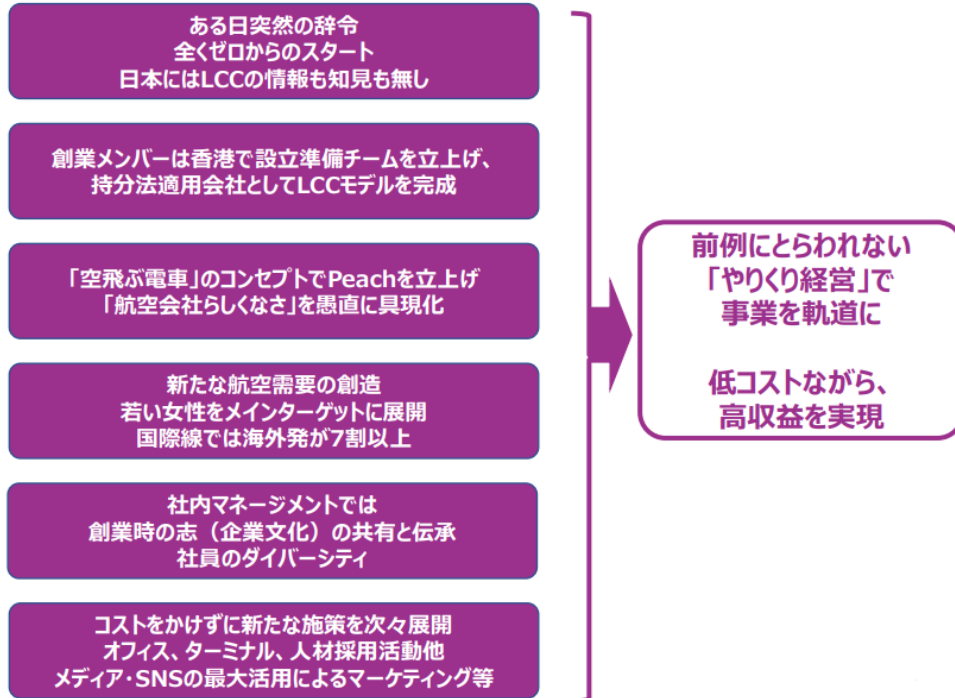 ある日突然の辞令
全くゼロからのスタート
日本にはLCCの情報も知見も無し
創業メンバーは香港で設立準備チームを立上げ、
持分法適用会社としてLCCモデルを完成
「空飛ぶ電車」のコンセプトでPeachを立上げ
「航空会社らしくなさ」を愚直に具現化
新たな航空需要の創造
若い女性をメインターゲットに展開
国際線では海外発が7割以上
社内マネージメントでは
創業時の志（企業文化）の共有と伝承
社員のダイバーシティ
コストをかけずに新たな施策を次々展開
オフィス、ターミナル、人材採用活動他
メディア・SNSの最大活用によるマーケティング等
前例にとらわれない
「やりくり経営」で
事業を軌道に
低コストながら、
高収益を実現